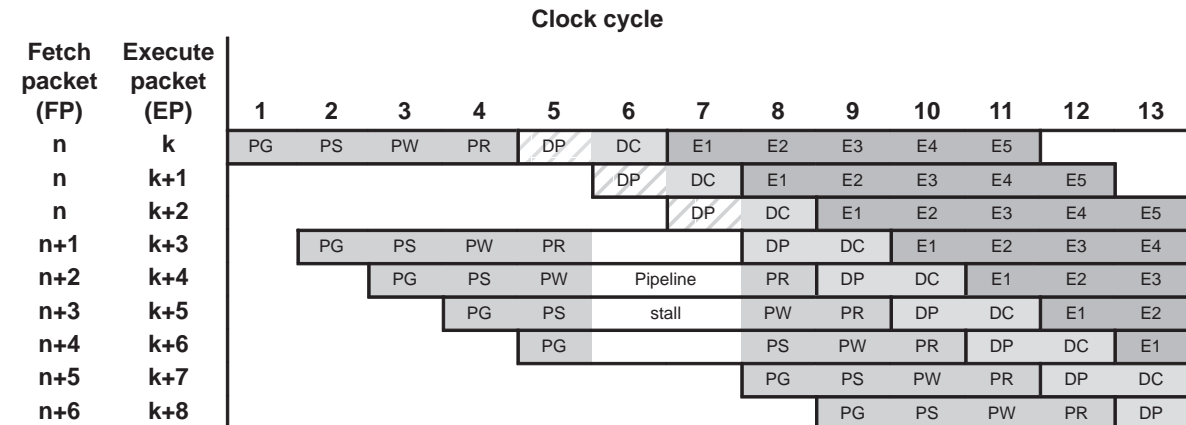 Clock cycle
Fetch packet (FP) Execute packet (EP) 1 2 3 4 5 6 7 8 9 10 11 12 13
n k PG PS PW PR DP DC E1 E2 E3 E4 E5
n k+1 DP DC E1 E2 E3 E4 E5
n k+2 DP DC E1 E2 E3 E4 E5
n+1 k+3 PG PS PW PR DP DC E1 E2 E3 E4
n+2 k+4 PG PS PW Pipeline PR DP DC E1 E2 E3
n+3 k+5 PG PS stall PW PR DP DC E1 E2
n+4 k+6 PG PS PW PR DP DC E1
n+5 k+7 PG PS PW PR DP DC
n+6 k+8 PG PS PW PR DP